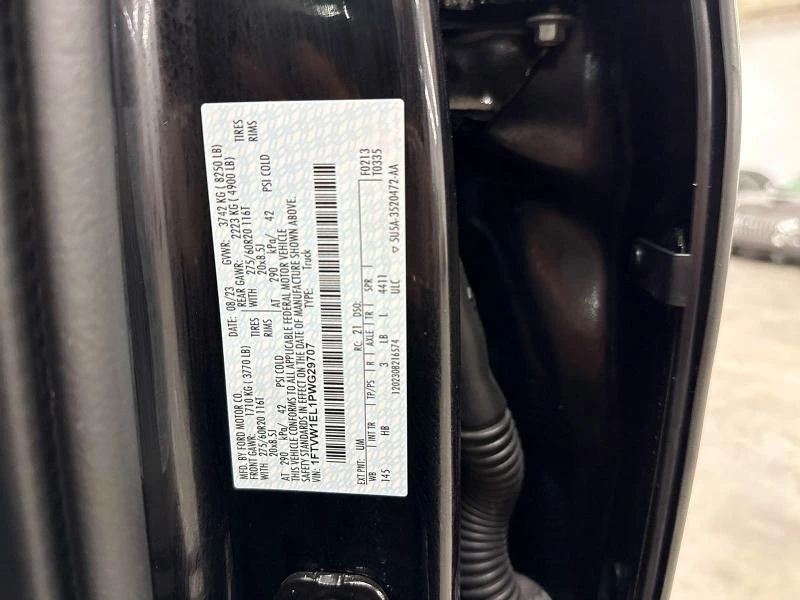 MFD. BY FORD MOTOR CO. DATE: 08/23 GVWR: 3742 KG ( 8250 LB)
FRONT GAWR: 1710 KG ( 3770 LB) REAR GAWR: 2223 KG ( 4900 LB)
WITH 275/60R20 116T TIRES WITH 275/60R20 116T TIRES
20x8.5J RIMS 20x8.5J RIMS
AT 290 kPa/ 42 PSI COLD AT 290 kPa/ 42 PSI COLD
THIS VEHICLE CONFORMS TO ALL APPLICABLE FEDERAL MOTOR VEHICLE
SAFETY STANDARDS IN EFFECT ON THE DATE OF MANUFACTURE SHOWN ABOVE.
VIN: 1FTVW1EL1PWG29707 TYPE: Truck
EXT PNT: UM RC: 21 DSO: F0213
WB INT TR TP/PS R AXLE TR SPR T0335
145 HB 3 LB L 4411
1202308216574 ULC ▽ 5U5A-3520472-AA